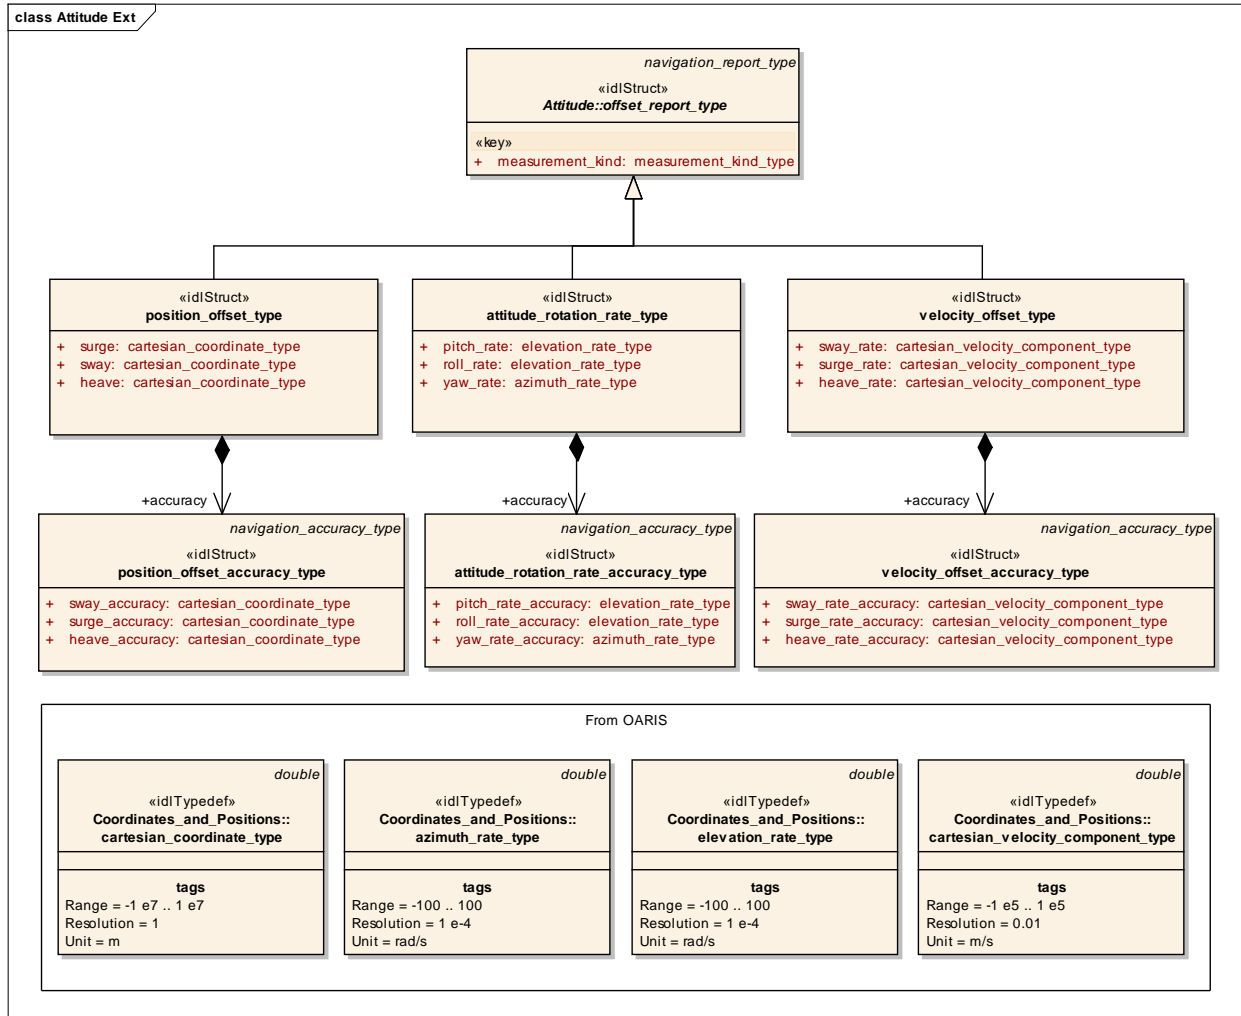 class Attitude Ext
navigation_report_type
«idlStruct»
Attitude::offset_report_type
«key»
+ measurement_kind: measurement_kind_type
«idlStruct»
position_offset_type
+ surge: cartesian_coordinate_type
+ sway: cartesian_coordinate_type
+ heave: cartesian_coordinate_type
«idlStruct»
attitude_rotation_rate_type
+ pitch_rate: elevation_rate_type
+ roll_rate: elevation_rate_type
+ yaw_rate: azimuth_rate_type
«idlStruct»
velocity_offset_type
+ sway_rate: cartesian_velocity_component_type
+ surge_rate: cartesian_velocity_component_type
+ heave_rate: cartesian_velocity_component_type
+accuracy
+accuracy
+accuracy
navigation_accuracy_type
«idlStruct»
position_offset_accuracy_type
+ sway_accuracy: cartesian_coordinate_type
+ surge_accuracy: cartesian_coordinate_type
+ heave_accuracy: cartesian_coordinate_type
navigation_accuracy_type
«idlStruct»
attitude_rotation_rate_accuracy_type
+ pitch_rate_accuracy: elevation_rate_type
+ roll_rate_accuracy: elevation_rate_type
+ yaw_rate_accuracy: azimuth_rate_type
navigation_accuracy_type
«idlStruct»
velocity_offset_accuracy_type
+ sway_rate_accuracy: cartesian_velocity_component_type
+ surge_rate_accuracy: cartesian_velocity_component_type
+ heave_rate_accuracy: cartesian_velocity_component_type
From OARIS
double
«idlTypedef»
Coordinates_and_Positions::
cartesian_coordinate_type
tags
Range = -1 e7 .. 1 e7
Resolution = 1
Unit = m
double
«idlTypedef»
Coordinates_and_Positions::
azimuth_rate_type
tags
Range = -100 .. 100
Resolution = 1 e-4
Unit = rad/s
double
«idlTypedef»
Coordinates_and_Positions::
elevation_rate_type
tags
Range = -100 .. 100
Resolution = 1 e-4
Unit = rad/s
double
«idlTypedef»
Coordinates_and_Positions::
cartesian_velocity_component_type
tags
Range = -1 e5 .. 1 e5
Resolution = 0.01
Unit = m/s